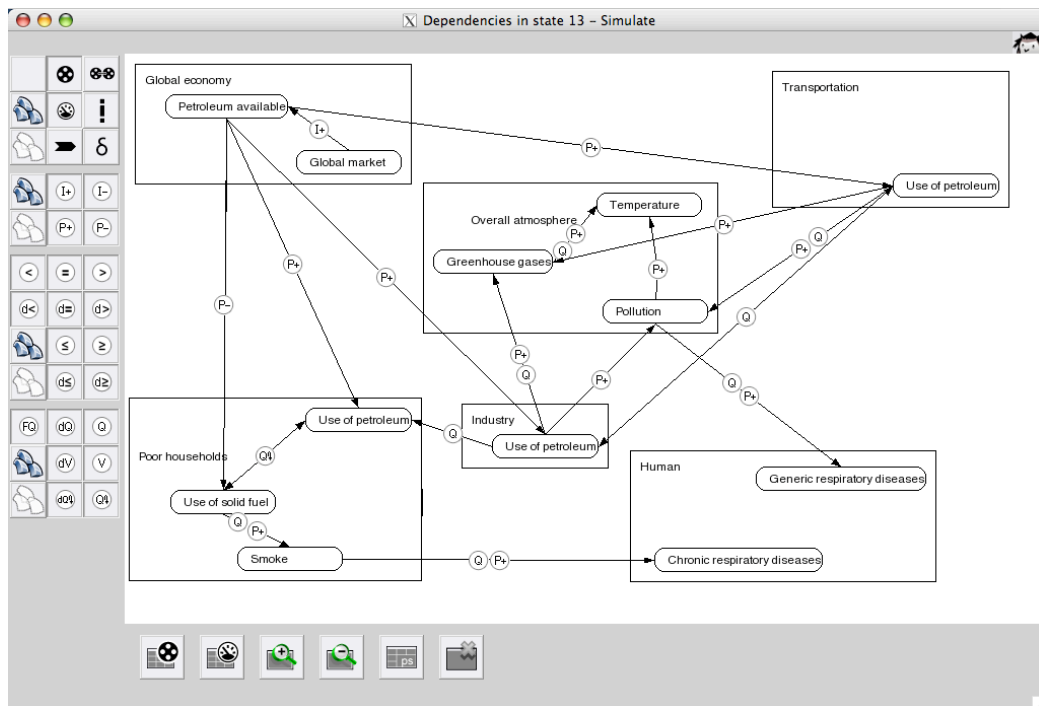 X Dependencies in state 13 – Simulate
Global economy
Petroleum available
I+
Global market
P+
Transportation
Use of petroleum
Overall atmosphere
Temperature
Q P+
Greenhouse gases
P+
P+
P+ Q
Pollution
P+
P+
P–
Q
P+
Q
P+
Q
P+
Industry
Use of petroleum
Q
Poor households
Use of petroleum
Q
Use of solid fuel
Q P+
Smoke
Q P+
Human
Generic respiratory diseases
Chronic respiratory diseases
! 
δ
I+ I–
P+ P–
< = >
d< d= d>
≤ ≥
d≤ d≥
FQ dQ Q
dV V
dQ Q
ps